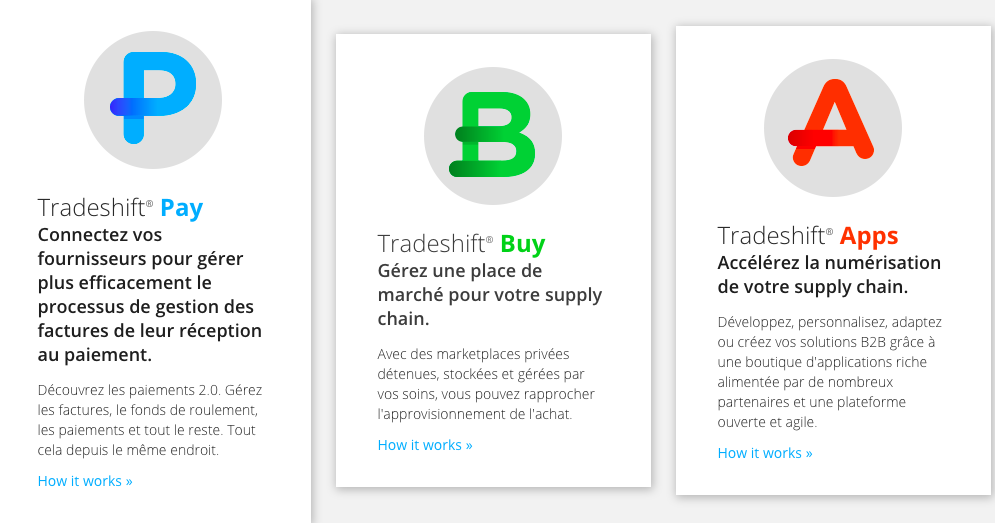 P
Tradeshift® Pay
Connectez vos
fournisseurs pour gérer
plus efficacement le
processus de gestion des
factures de leur réception
au paiement.
Découvrez les paiements 2.0. Gérez
les factures, le fonds de roulement,
les paiements et tout le reste. Tout
cela depuis le même endroit.
How it works »
B
Tradeshift® Buy
Gérez une place de
marché pour votre supply
chain.
Avec des marketplaces privées
détenues, stockées et gérées par
vos soins, vous pouvez rapprocher
l'approvisionnement de l'achat.
How it works »
A
Tradeshift® Apps
Accélérez la numérisation
de votre supply chain.
Développez, personnalisez, adaptez
ou créez vos solutions B2B grâce à
une boutique d'applications riche
alimentée par de nombreux
partenaires et une plateforme
ouverte et agile.
How it works »